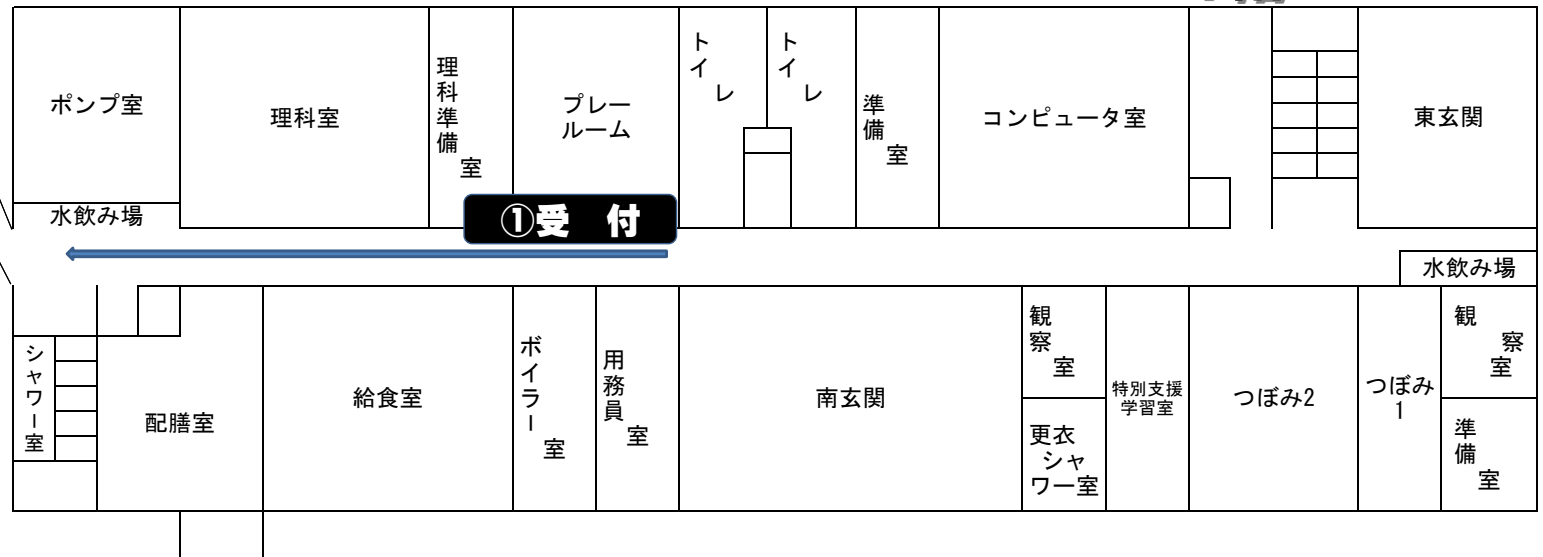 ポンプ室
理科室
理科準備室
プレー
ルーム
トイレ
トイレ
準備室
コンピュータ室
東玄関
水飲み場
①受　付
水飲み場
シャワー室
配膳室
給食室
ボイラー室
用務員室
南玄関
観察室
更衣
シャ
ワー室
特別支援
学習室
つぼみ2
つぼみ
1
観察室
準備室